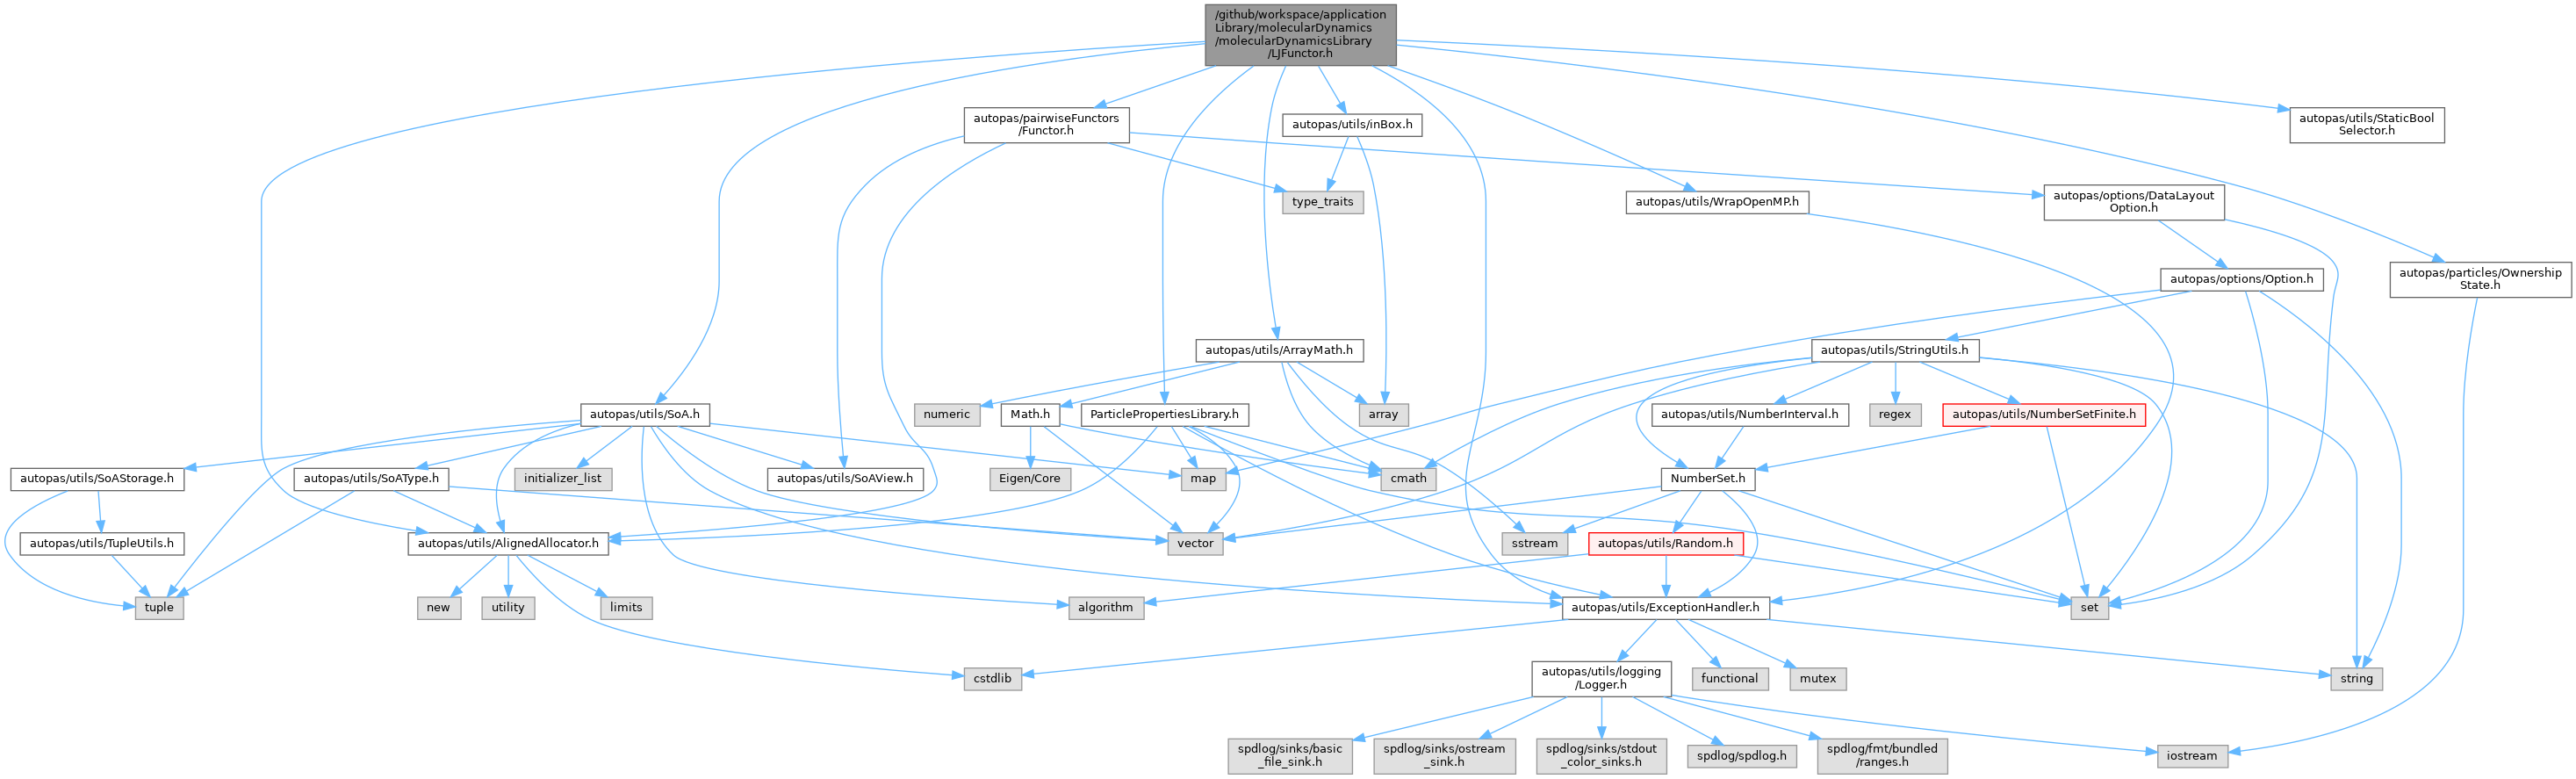 /github/workspace/application
Library/molecularDynamics
/molecularDynamicsLibrary
/LJFunctor.h
autopas/pairwiseFunctors
/Functor.h
autopas/utils/inBox.h
autopas/utils/StaticBool
Selector.h
type_traits
autopas/utils/WrapOpenMP.h
autopas/options/DataLayout
Option.h
autopas/options/Option.h
autopas/particles/Ownership
State.h
autopas/utils/ArrayMath.h
autopas/utils/StringUtils.h
autopas/utils/SoA.h
numeric
Math.h
ParticlePropertiesLibrary.h
array
autopas/utils/NumberInterval.h
regex
autopas/utils/NumberSetFinite.h
autopas/utils/SoAStorage.h
autopas/utils/SoAType.h
initializer_list
autopas/utils/SoAView.h
Eigen/Core
map
cmath
NumberSet.h
autopas/utils/TupleUtils.h
autopas/utils/AlignedAllocator.h
vector
sstream
autopas/utils/Random.h
tuple
new
utility
limits
algorithm
autopas/utils/ExceptionHandler.h
set
cstdlib
autopas/utils/logging
/Logger.h
functional
mutex
string
spdlog/sinks/basic
_file_sink.h
spdlog/sinks/ostream
_sink.h
spdlog/sinks/stdout
_color_sinks.h
spdlog/spdlog.h
spdlog/fmt/bundled
/ranges.h
iostream